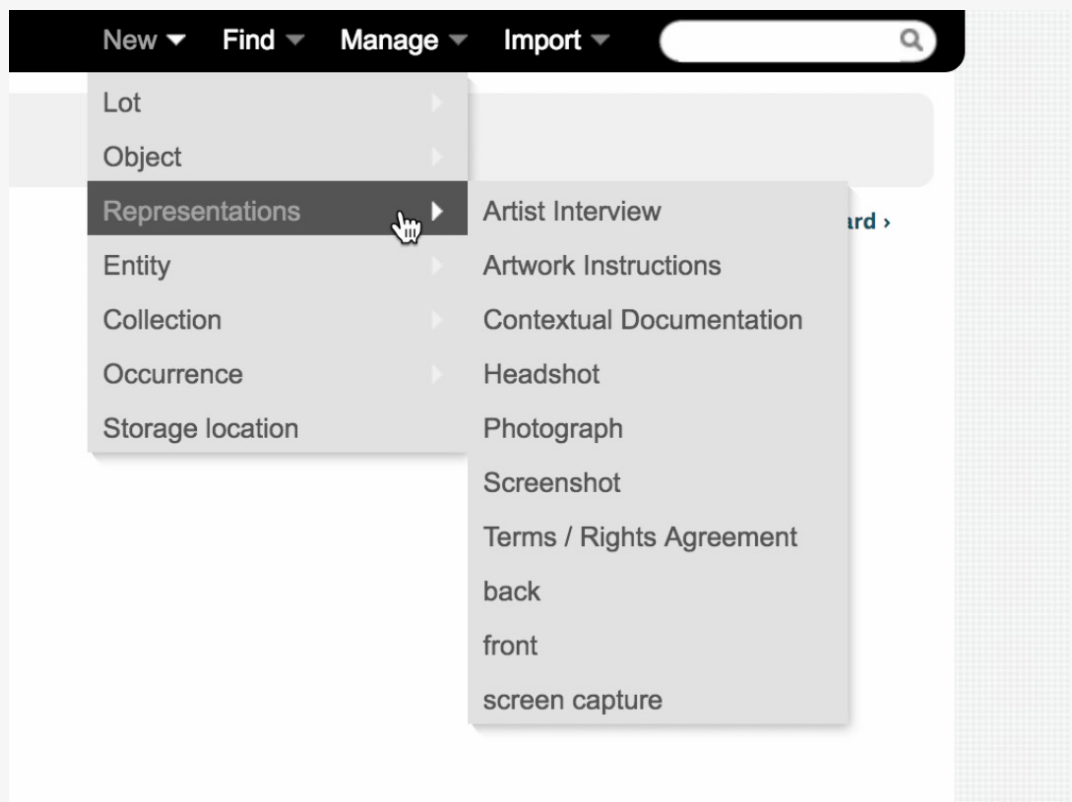 New Find Manage Import
Lot
Object
Representations
Entity
Collection
Occurrence
Storage location
Artist Interview
Artwork Instructions
Contextual Documentation
Headshot
Photograph
Screenshot
Terms / Rights Agreement
back
front
screen capture
ard ›